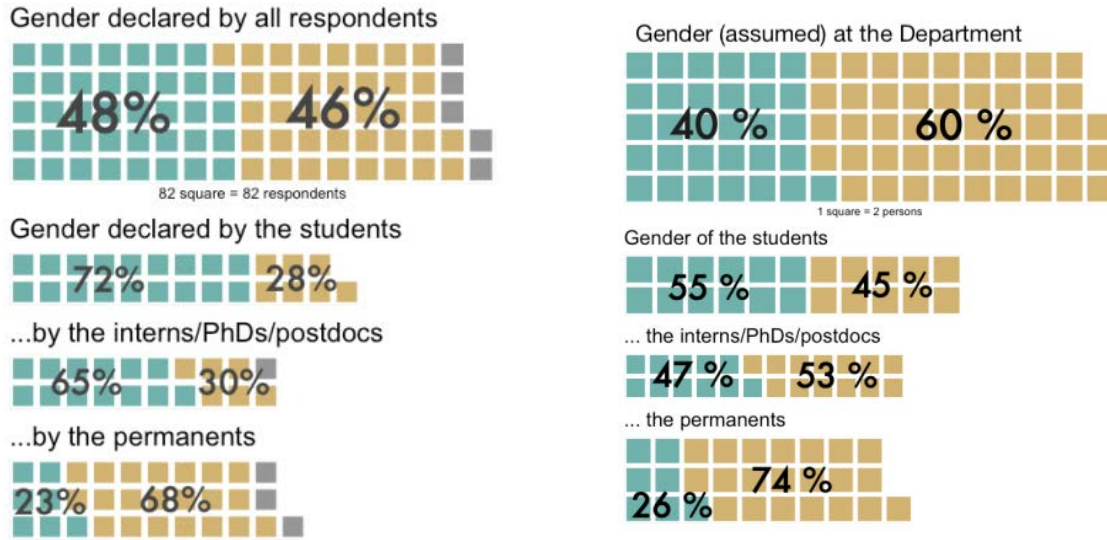 Gender declared by all respondents
48%
46%
82 square = 82 respondents
Gender declared by the students
72%
28%
...by the interns/PhDs/postdocs
65%
30%
...by the permanents
23%
68%
Gender (assumed) at the Department
40 %
60 %
1 square = 2 persons
Gender of the students
55 %
45 %
... the interns/PhDs/postdocs
47 %
53 %
... the permanents
74 %
26 %